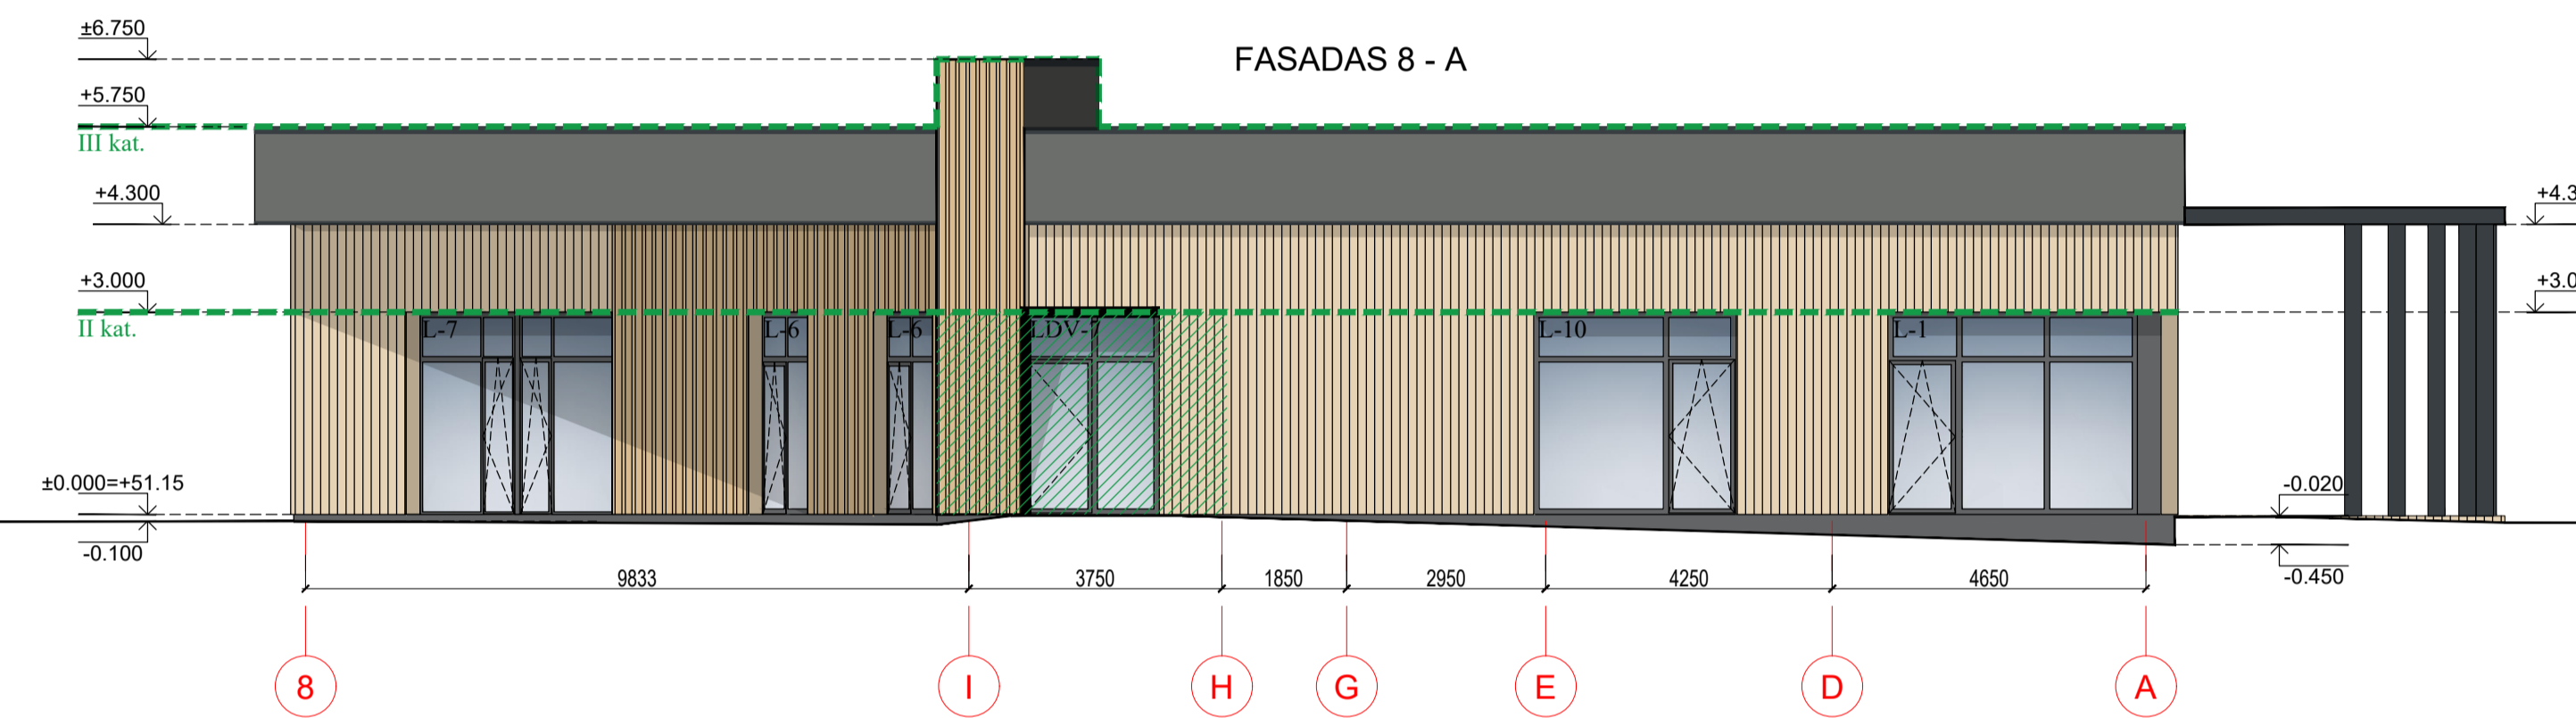 ±6.750
FASADAS 8 - A
+5.750
III kat.
+4.300
+4.3
+3.000
+3.0
II kat.
L-7
L-6
L-6
L-10
L-1
±0.000=+51.15
-0.020
-0.100
-0.450
9833
3750
1850
2950
4250
4650
8
I
H
G
E
D
A